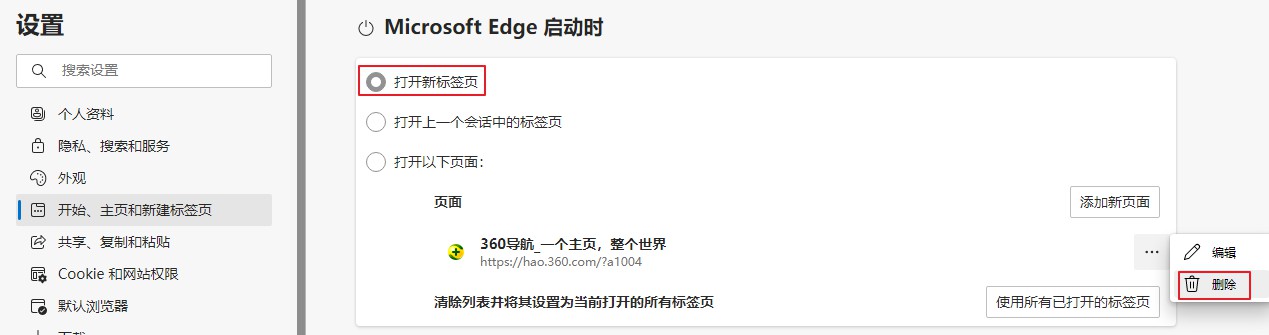 设置
搜索设置
个人资料
隐私、搜索和服务
外观
开始、主页和新建标签页
共享、复制和粘贴
Cookie 和网站权限
默认浏览器
Microsoft Edge 启动时
打开新标签页
打开上一个会话中的标签页
打开以下页面:
页面
添加新页面
360导航_一个主页，整个世界
https://hao.360.com/?a1004
编辑
删除
清除列表并将其设置为当前打开的所有标签页
使用所有已打开的标签页